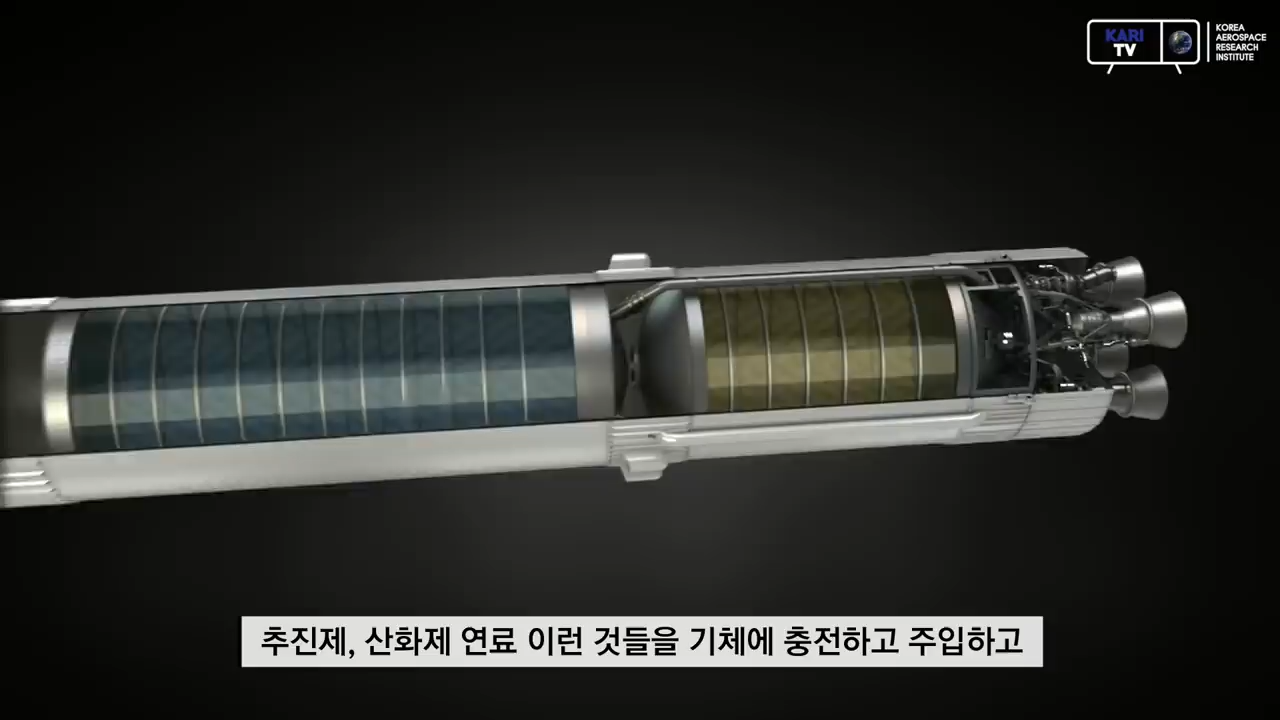 KARI
TV
KOREA
AEROSPACE
RESEARCH
INSTITUTE
추진제, 산화제 연료 이런 것들을 기체에 충전하고 주입하고